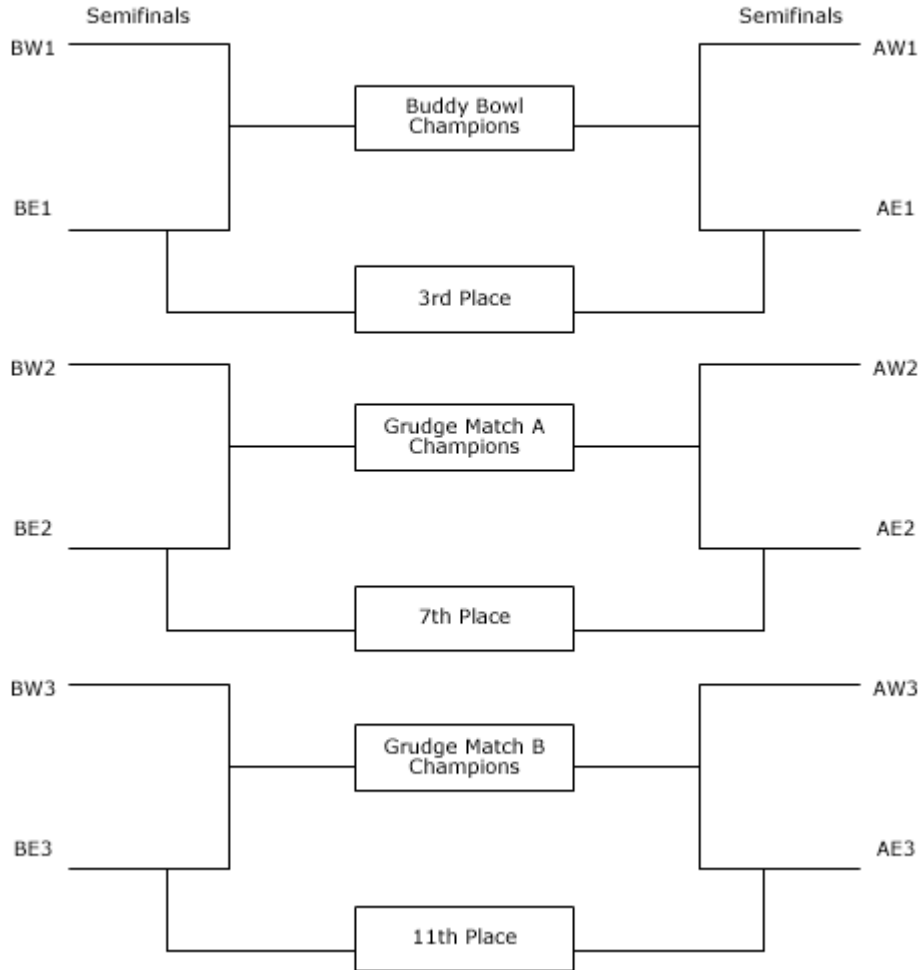 Semifinals
Semifinals
BW1
AW1
Buddy Bowl
Champions
BE1
AE1
3rd Place
BW2
AW2
Grudge Match A
Champions
BE2
AE2
7th Place
BW3
AW3
Grudge Match B
Champions
BE3
AE3
11th Place